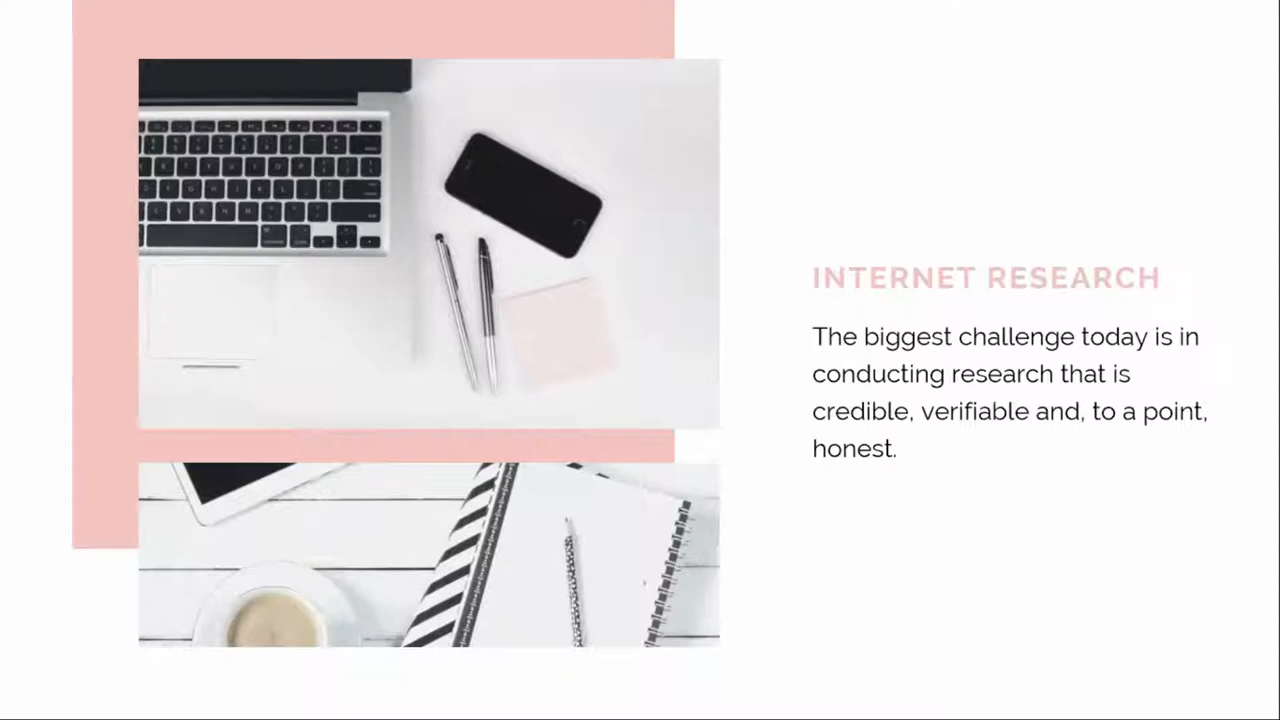 INTERNET RESEARCH
The biggest challenge today is in
conducting research that is
credible, verifiable and, to a point,
honest.